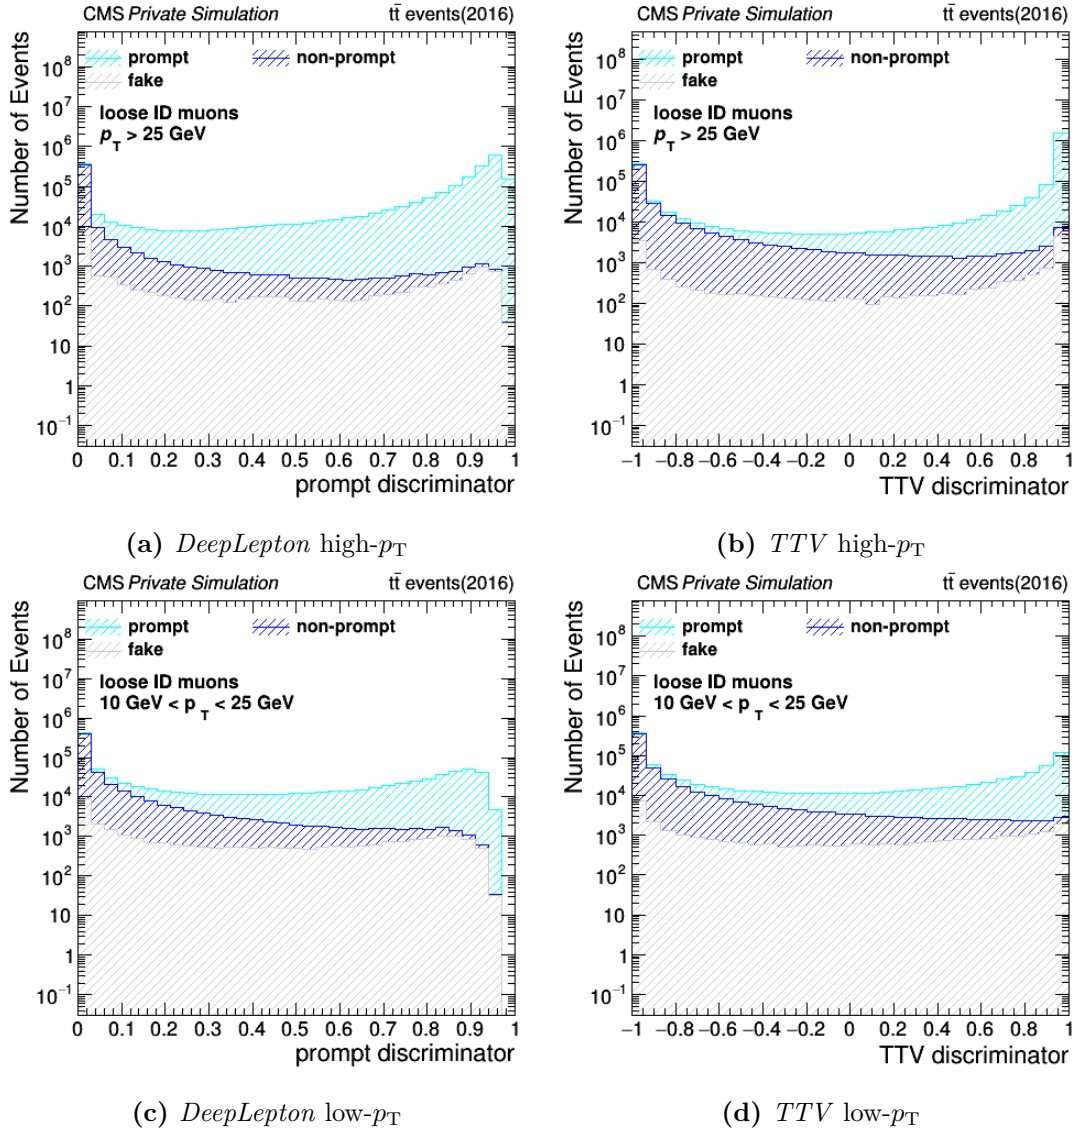 CMS Private Simulation tt̄ events(2016)
Number of Events
prompt non-prompt
fake
loose ID muons
p_T > 25 GeV
10^8
10^7
10^6
10^5
10^4
10^3
10^2
10
1
10^−1
0 0.1 0.2 0.3 0.4 0.5 0.6 0.7 0.8 0.9 1
prompt discriminator
(a) DeepLepton high-p_T
CMS Private Simulation tt̄ events(2016)
Number of Events
prompt non-prompt
fake
loose ID muons
p_T > 25 GeV
10^8
10^7
10^6
10^5
10^4
10^3
10^2
10
1
10^−1
−1 −0.8 −0.6 −0.4 −0.2 0 0.2 0.4 0.6 0.8 1
TTV discriminator
(b) TTV high-p_T
CMS Private Simulation tt̄ events(2016)
Number of Events
prompt non-prompt
fake
loose ID muons
10 GeV < p_T < 25 GeV
10^8
10^7
10^6
10^5
10^4
10^3
10^2
10
1
10^−1
0 0.1 0.2 0.3 0.4 0.5 0.6 0.7 0.8 0.9 1
prompt discriminator
(c) DeepLepton low-p_T
CMS Private Simulation tt̄ events(2016)
Number of Events
prompt non-prompt
fake
loose ID muons
10 GeV < p_T < 25 GeV
10^8
10^7
10^6
10^5
10^4
10^3
10^2
10
1
10^−1
−1 −0.8 −0.6 −0.4 −0.2 0 0.2 0.4 0.6 0.8 1
TTV discriminator
(d) TTV low-p_T